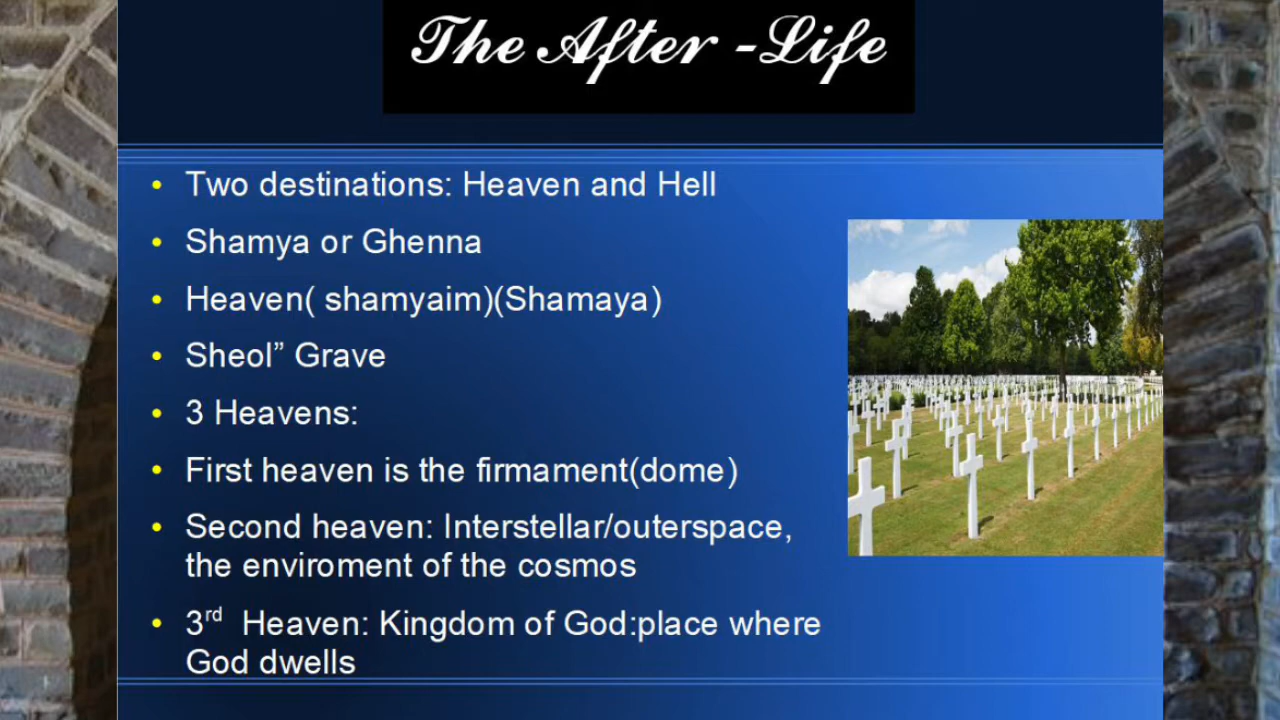 The After -Life
• Two destinations: Heaven and Hell
• Shamya or Ghenna
• Heaven( shamyaim)(Shamaya)
• Sheol” Grave
• 3 Heavens:
• First heaven is the firmament(dome)
• Second heaven: Interstellar/outerspace,
the enviroment of the cosmos
• 3rd  Heaven: Kingdom of God:place where
God dwells